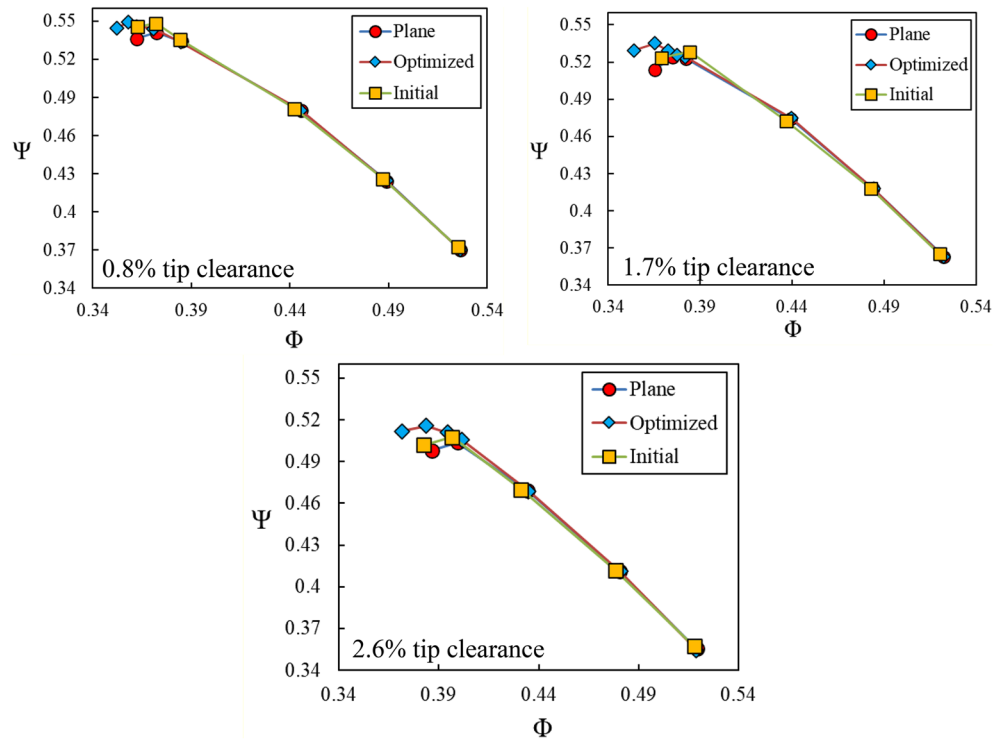 0.55
0.52
0.49
0.46
0.43
0.4
0.37
0.34
Ψ
Plane
Optimized
Initial
0.8% tip clearance
0.34
0.39
0.44
0.49
0.54
Φ
0.55
0.52
0.49
0.46
0.43
0.4
0.37
0.34
Ψ
Plane
Optimized
Initial
1.7% tip clearance
0.34
0.39
0.44
0.49
0.54
Φ
0.55
0.52
0.49
0.46
0.43
0.4
0.37
0.34
Ψ
Plane
Optimized
Initial
2.6% tip clearance
0.34
0.39
0.44
0.49
0.54
Φ